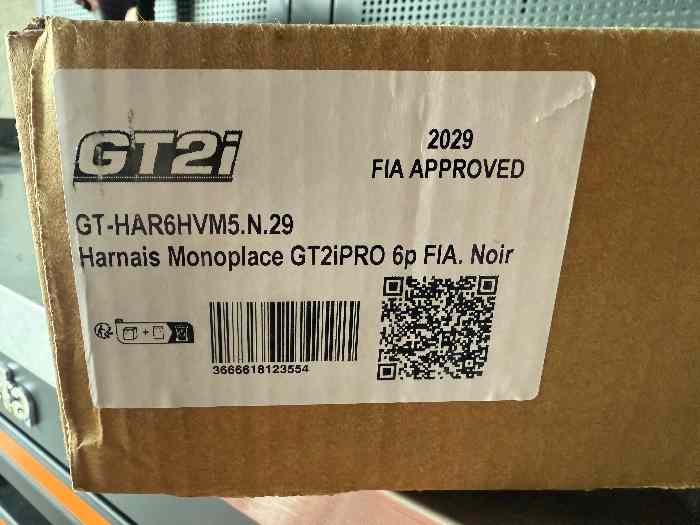 GT2i
2029
FIA APPROVED
GT-HAR6HVM5.N.29
Harnais Monoplace GT2iPRO 6p FIA. Noir
+
3666618123554